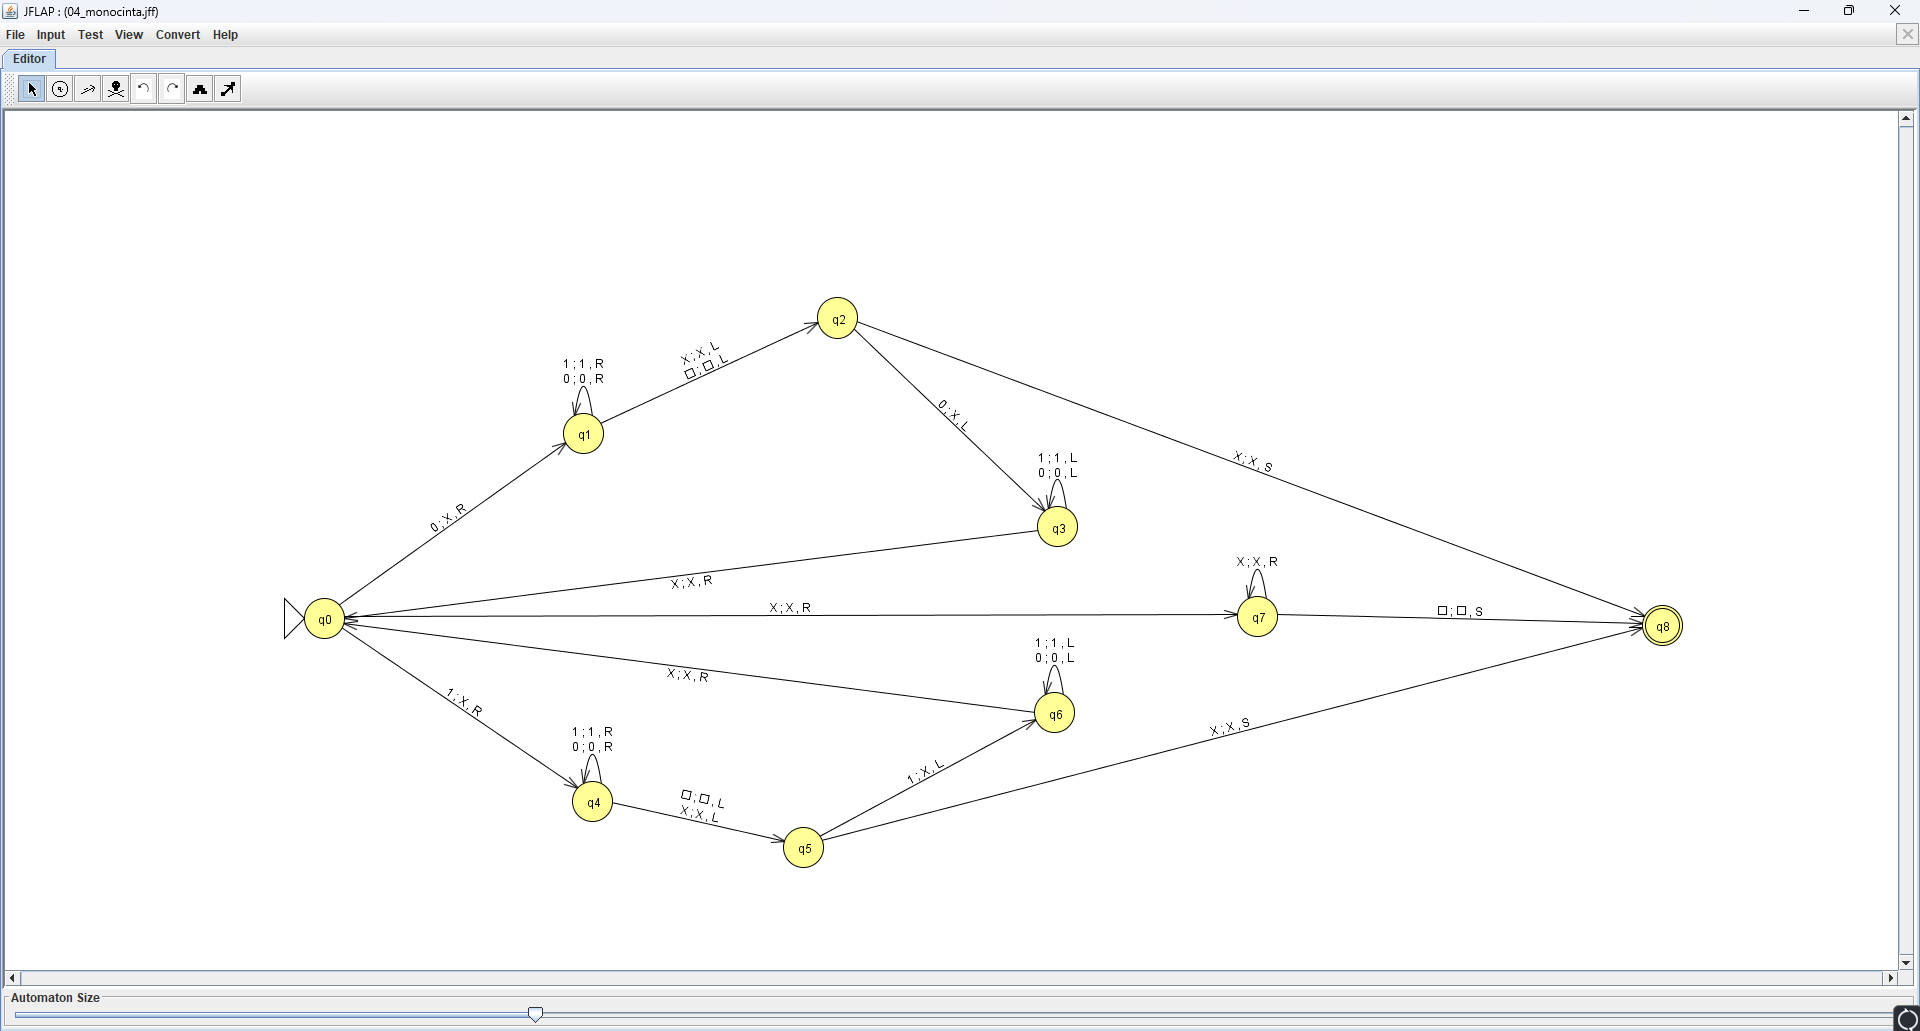 JFLAP : (04_monocinta.jff)
File Input Test View Convert Help
Editor
q2
X;X,L
□;□,L
1;1,R
0;0,R
q1
0;X,L
X;X,S
1;1,L
0;0,L
0;X,R
q3
X;X,R
X;X,R
X;X,R
q0
q7
□;□,S
q8
1;1,L
0;0,L
X;X,R
1;X,R
q6
X;X,S
1;1,R
0;0,R
1;X,L
q4
□;□,L
X;X,L
q5
Automaton Size